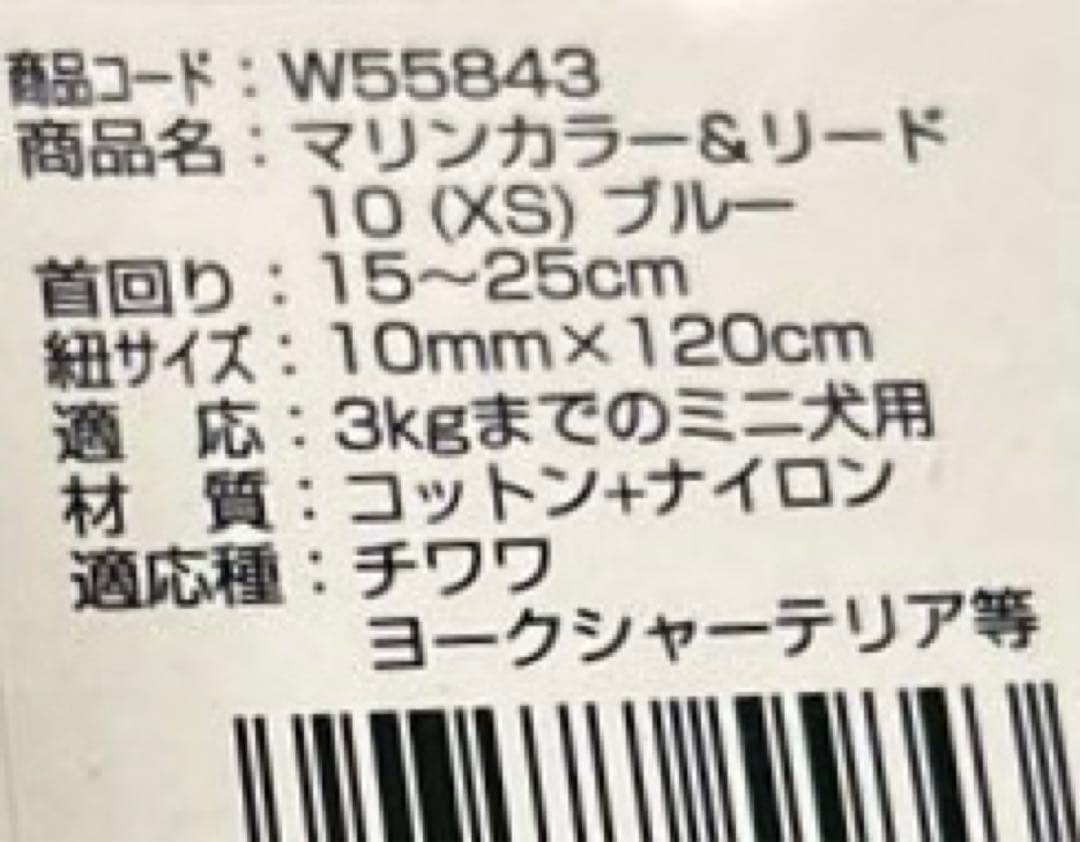 商品コード：W55843
商品名：マリンカラー&リード
10 (XS) ブルー
首回り：15〜25cm
紐サイズ：10mm×120cm
適　応：3kgまでのミニ犬用
材　質：コットン+ナイロン
適応種：チワワ
ヨークシャーテリア等